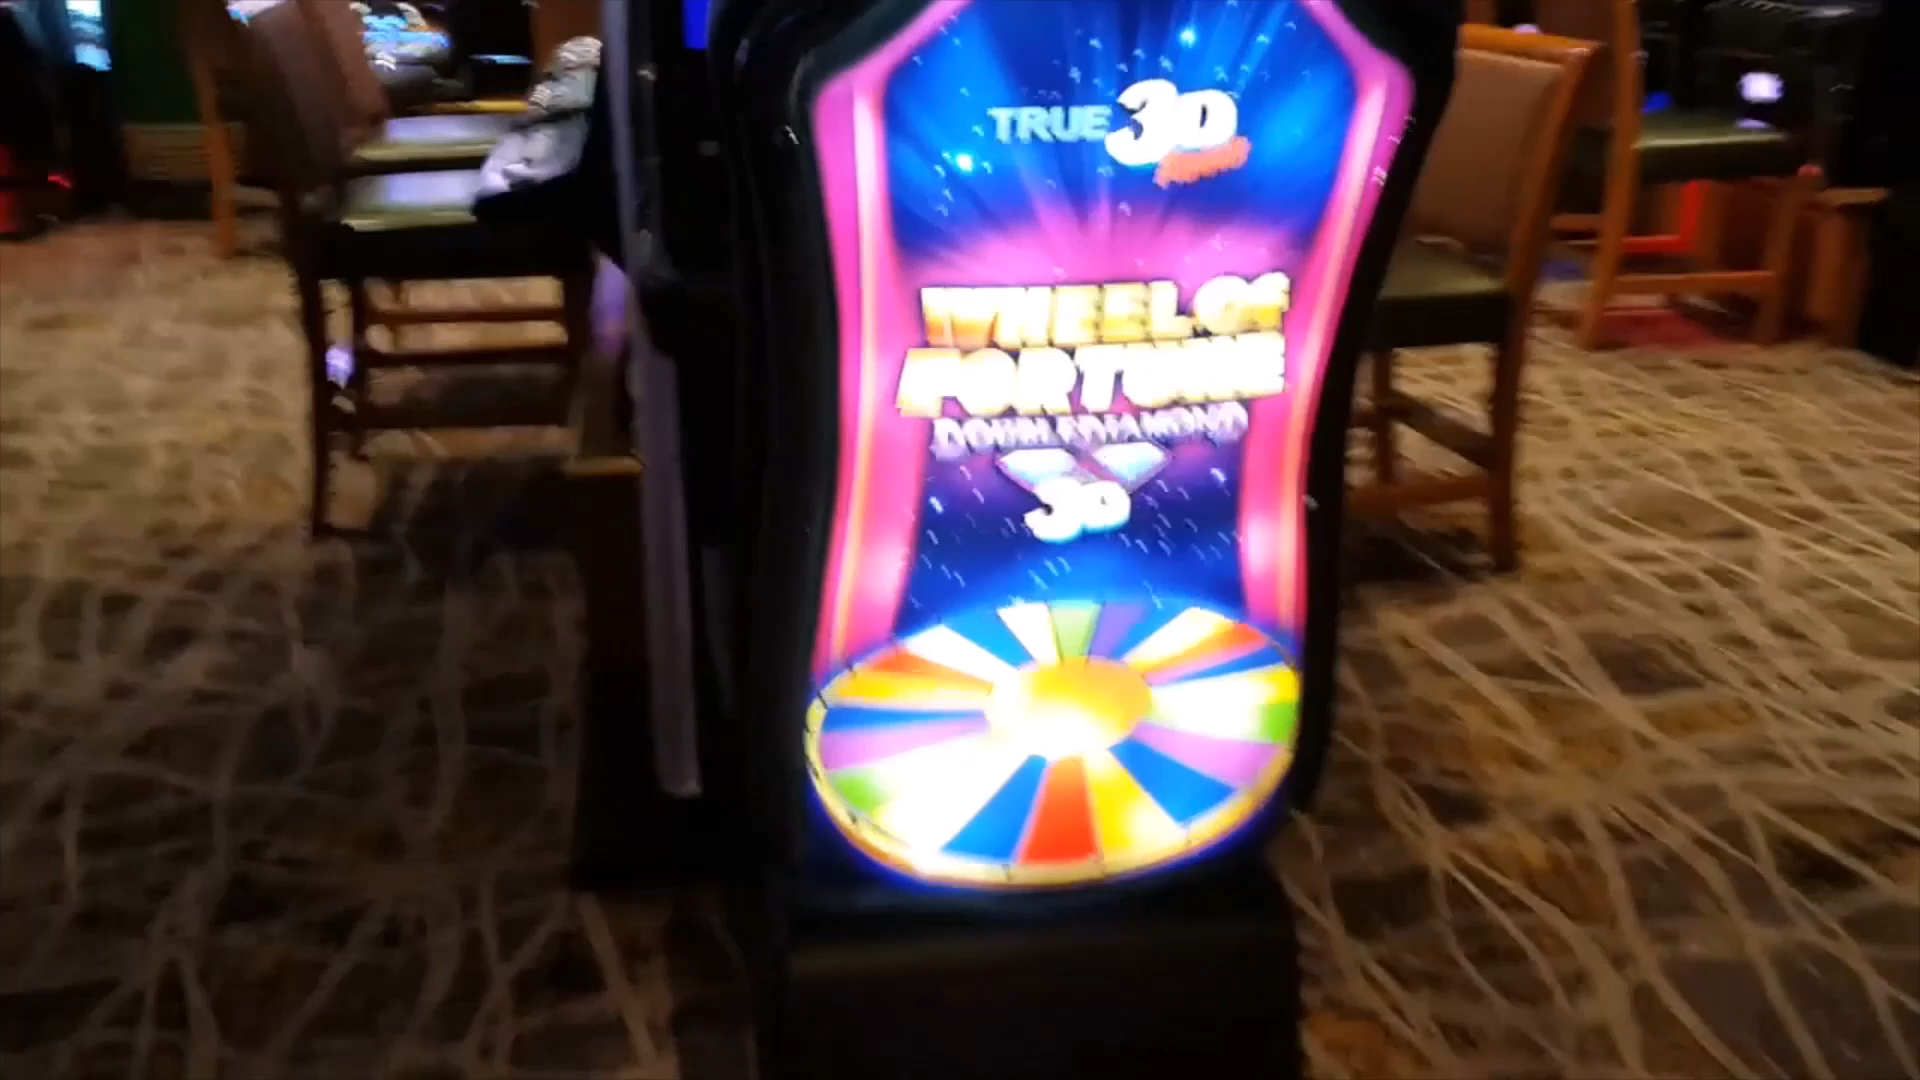 TRUE 3D
WHEEL OF
FORTUNE
DOUBLE DIAMOND
3D